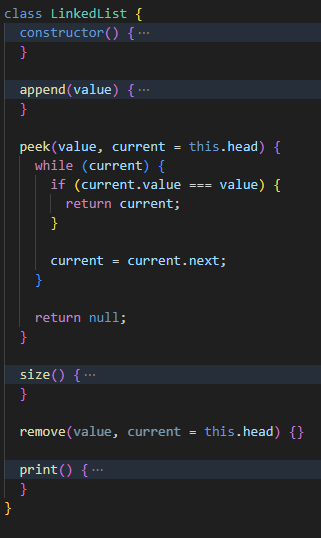 class LinkedList {
  constructor() {···
  }

  append(value) {···
  }

  peek(value, current = this.head) {
    while (current) {
      if (current.value === value) {
        return current;
      }

      current = current.next;
    }

    return null;
  }

  size() {···
  }

  remove(value, current = this.head) {}

  print() {···
  }
}